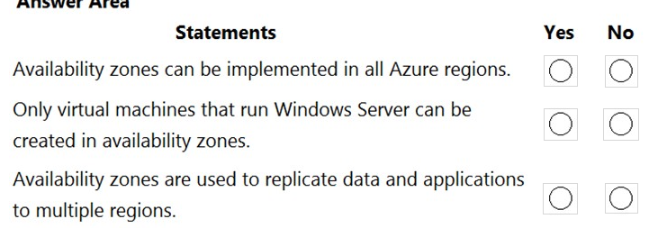 Answer Area
Statements Yes No
Availability zones can be implemented in all Azure regions.
Only virtual machines that run Windows Server can be
created in availability zones.
Availability zones are used to replicate data and applications
to multiple regions.